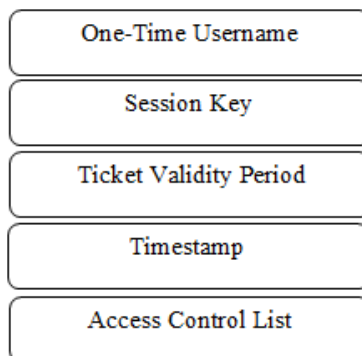 One-Time Username
Session Key
Ticket Validity Period
Timestamp
Access Control List